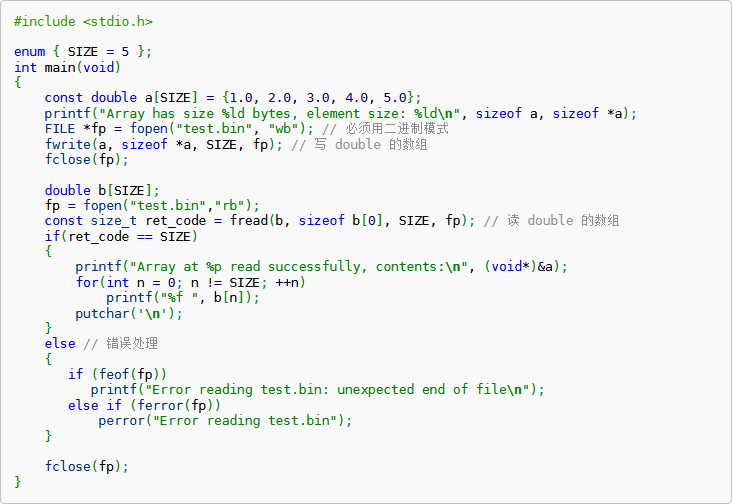 #include <stdio.h>

enum { SIZE = 5 };
int main(void)
{
    const double a[SIZE] = {1.0, 2.0, 3.0, 4.0, 5.0};
    printf("Array has size %ld bytes, element size: %ld\n", sizeof a, sizeof *a);
    FILE *fp = fopen("test.bin", "wb"); // 必须用二进制模式
    fwrite(a, sizeof *a, SIZE, fp); // 写 double 的数组
    fclose(fp);

    double b[SIZE];
    fp = fopen("test.bin","rb");
    const size_t ret_code = fread(b, sizeof b[0], SIZE, fp); // 读 double 的数组
    if(ret_code == SIZE)
    {
        printf("Array at %p read successfully, contents:\n", (void*)&a);
        for(int n = 0; n != SIZE; ++n)
            printf("%f ", b[n]);
        putchar('\n');
    }
    else // 错误处理
    {
       if (feof(fp))
          printf("Error reading test.bin: unexpected end of file\n");
       else if (ferror(fp))
           perror("Error reading test.bin");
    }

    fclose(fp);
}